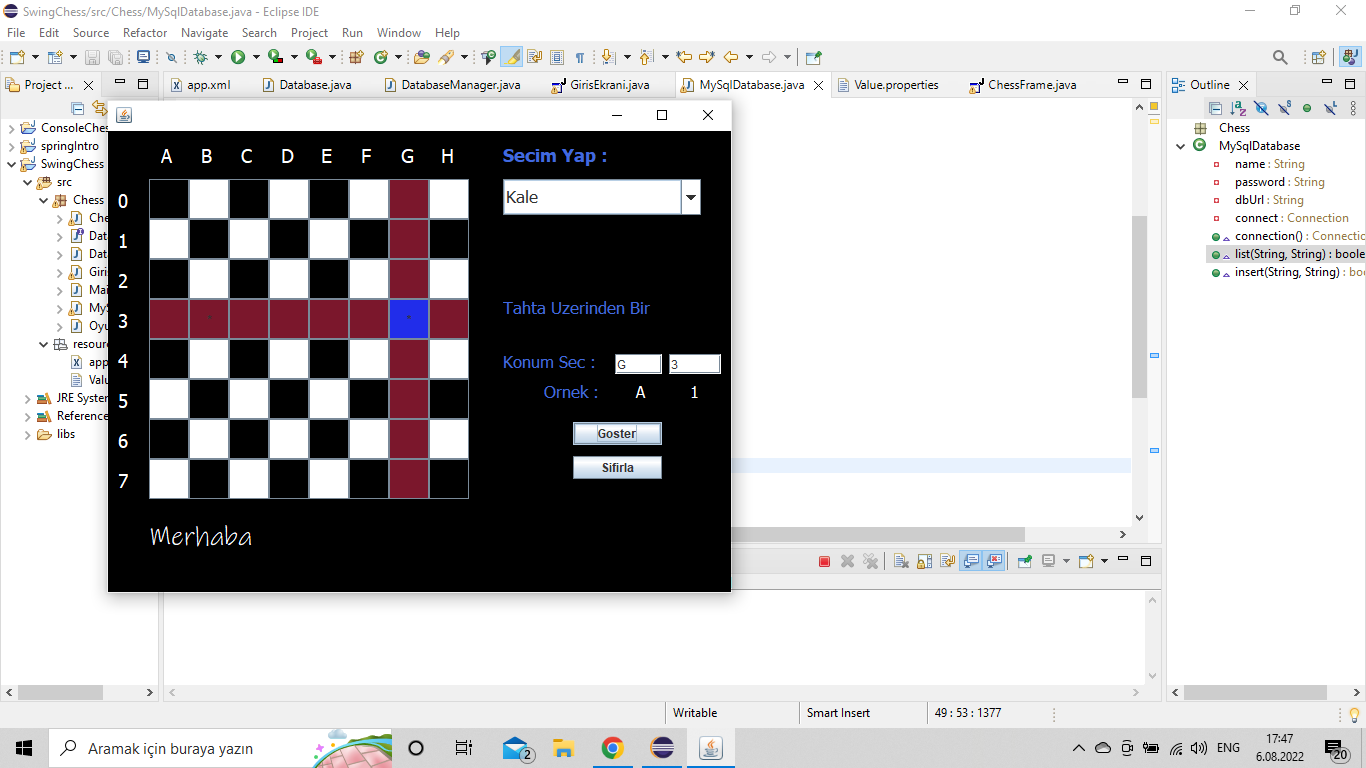 SwingChess/src/Chess/MySqlDatabase.java - Eclipse IDE
File Edit Source Refactor Navigate Search Project Run Window Help
Project ...
app.xml Database.java DatabaseManager.java GirisEkrani.java MySqlDatabase.java Value.properties ChessFrame.java
Outline
ConsoleChes
springIntro
SwingChess
src
Chess
Che
Dat
Dat
Giri
Mai
MyS
Oyu
resourc
app
Valu
JRE System
Reference
libs
A B C D E F G H
0
1
2
3
4
5
6
7
Secim Yap :
Kale
Tahta Uzerinden Bir
Konum Sec : G 3
Ornek : A 1
Goster
Sifirla
Merhaba
Chess
MySqlDatabase
name : String
password : String
dbUrl : String
connect : Connection
connection() : Connectio
list(String, String) : boole
insert(String, String) : boo
Writable Smart Insert 49 : 53 : 1377
Aramak için buraya yazın
2
ENG
17:47
6.08.2022
20